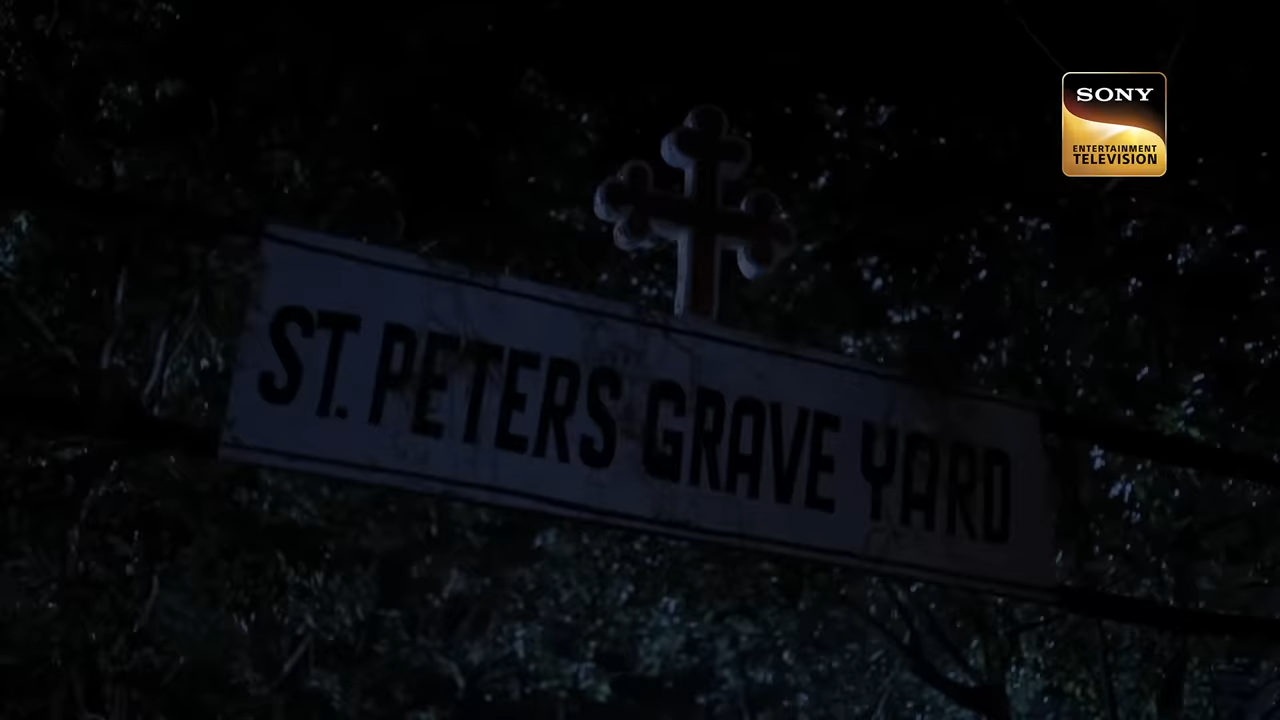 SONY
ENTERTAINMENT
TELEVISION
ST. PETERS GRAVE YARD